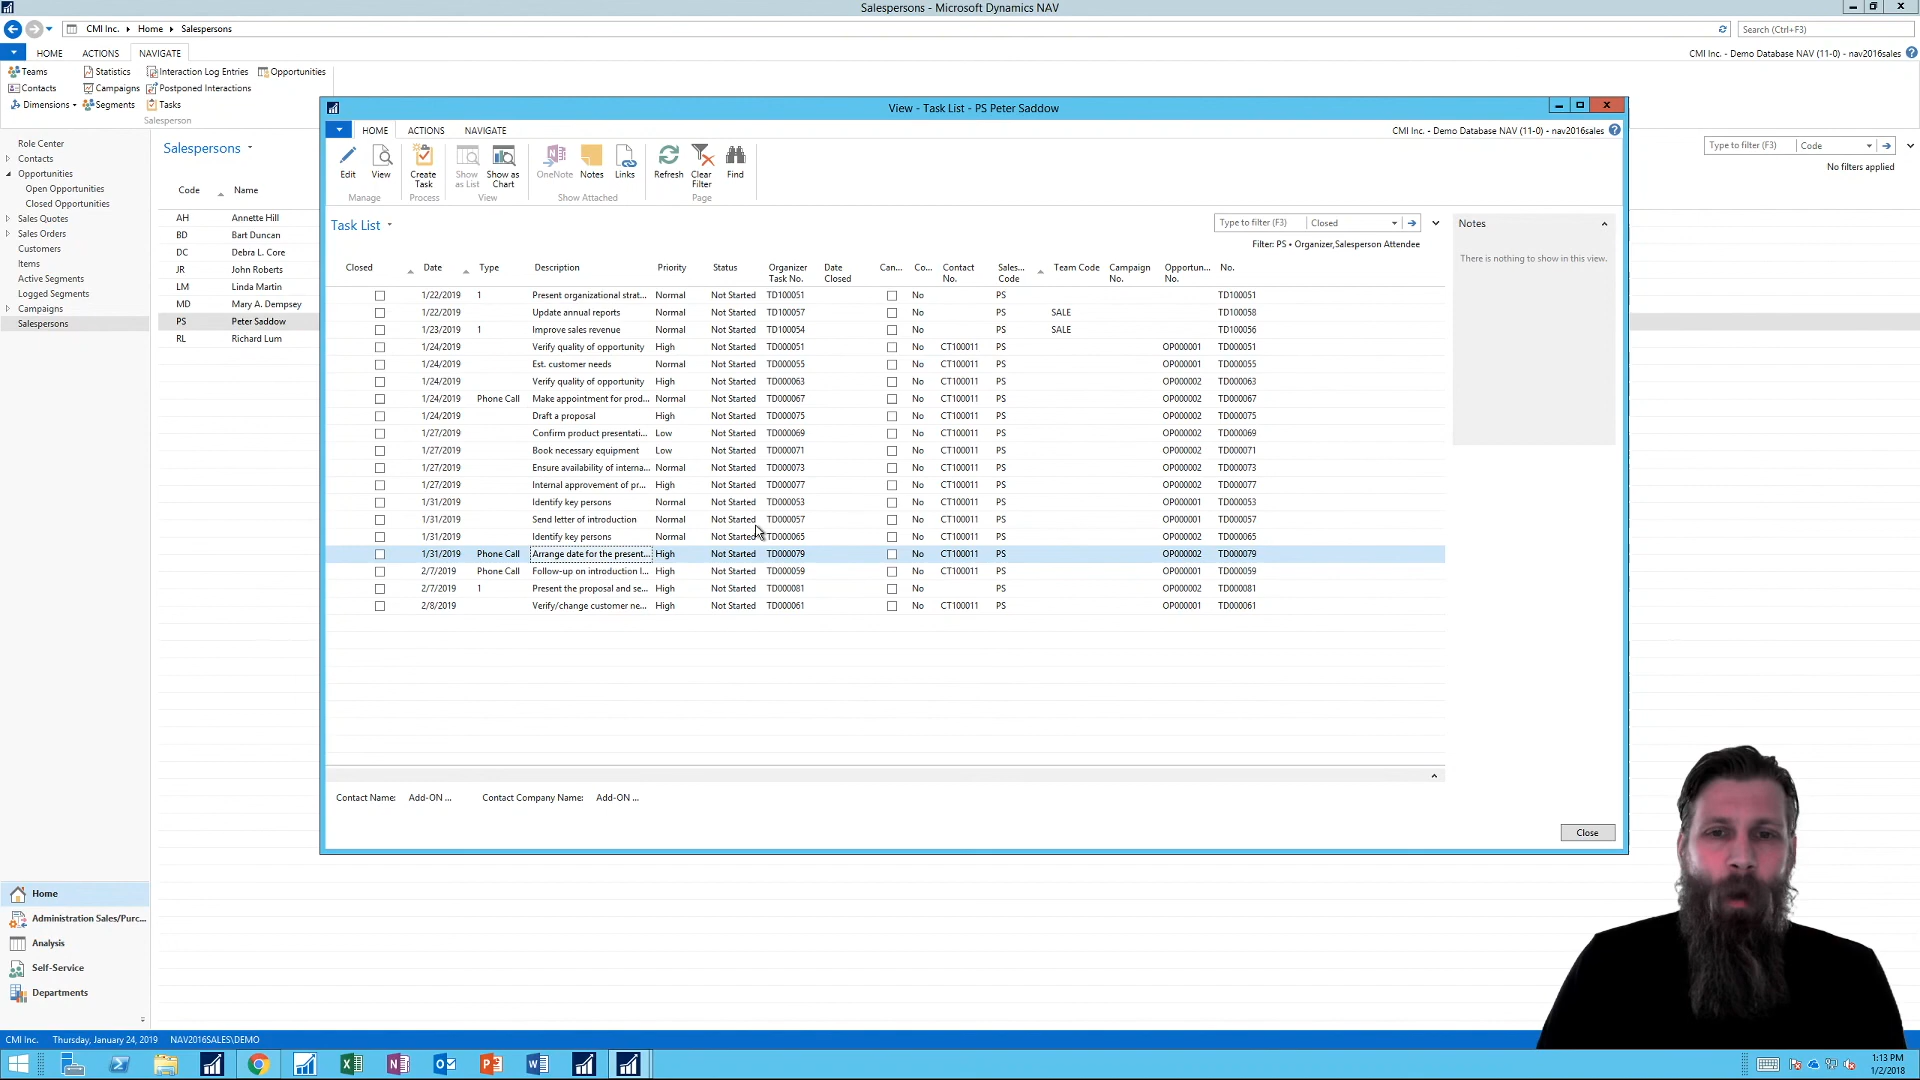 Salespersons - Microsoft Dynamics NAV
CMI Inc. Home Salespersons
Search (Ctrl+F3)
HOME ACTIONS NAVIGATE
CMI Inc. - Demo Database NAV (11-0) - nav2016sales
Teams Statistics Interaction Log Entries Opportunities
Contacts Campaigns Postponed Interactions
Dimensions Segments Tasks
Salesperson
Role Center
Contacts
Opportunities
Open Opportunities
Closed Opportunities
Sales Quotes
Sales Orders
Customers
Items
Active Segments
Logged Segments
Campaigns
Salespersons
Salespersons
Type to filter (F3) Code
No filters applied
Code Name
AH Annette Hill
BD Bart Duncan
DC Debra L. Core
JR John Roberts
LM Linda Martin
MD Mary A. Dempsey
PS Peter Saddow
RL Richard Lum
View - Task List - PS Peter Saddow
HOME ACTIONS NAVIGATE
CMI Inc. - Demo Database NAV (11-0) - nav2016sales
Edit View Create Task Show as List Show as Chart OneNote Notes Links Refresh Clear Filter Find
Manage Process View Show Attached Page
Task List
Type to filter (F3) Closed
Filter: PS • Organizer,Salesperson Attendee
Notes
There is nothing to show in this view.
Closed Date Type Description Priority Status Organizer Task No. Date Closed Can... Co... Contact No. Sales... Code Team Code Campaign No. Opportun... No. No.
1/22/2019 1 Present organizational strat... Normal Not Started TD100051 No PS TD100051
1/22/2019 Update annual reports Normal Not Started TD100057 No PS SALE TD100058
1/23/2019 1 Improve sales revenue Normal Not Started TD100054 No PS SALE TD100056
1/24/2019 Verify quality of opportunity High Not Started TD000051 No CT100011 PS OP000001 TD000051
1/24/2019 Est. customer needs Normal Not Started TD000055 No CT100011 PS OP000001 TD000055
1/24/2019 Verify quality of opportunity High Not Started TD000063 No CT100011 PS OP000002 TD000063
1/24/2019 Phone Call Make appointment for prod... Normal Not Started TD000067 No CT100011 PS OP000002 TD000067
1/24/2019 Draft a proposal High Not Started TD000075 No CT100011 PS OP000002 TD000075
1/27/2019 Confirm product presentati... Low Not Started TD000069 No CT100011 PS OP000002 TD000069
1/27/2019 Book necessary equipment Low Not Started TD000071 No CT100011 PS OP000002 TD000071
1/27/2019 Ensure availability of interna... Normal Not Started TD000073 No CT100011 PS OP000002 TD000073
1/27/2019 Internal approvement of pr... High Not Started TD000077 No CT100011 PS OP000002 TD000077
1/31/2019 Identify key persons Normal Not Started TD000053 No CT100011 PS OP000001 TD000053
1/31/2019 Send letter of introduction Normal Not Started TD000057 No CT100011 PS OP000001 TD000057
1/31/2019 Identify key persons Normal Not Started TD000065 No CT100011 PS OP000002 TD000065
1/31/2019 Phone Call Arrange date for the present... High Not Started TD000079 No CT100011 PS OP000002 TD000079
2/7/2019 Phone Call Follow-up on introduction l... High Not Started TD000059 No CT100011 PS OP000001 TD000059
2/7/2019 1 Present the proposal and se... High Not Started TD000081 No PS OP000002 TD000081
2/8/2019 Verify/change customer ne... High Not Started TD000061 No CT100011 PS OP000001 TD000061
Contact Name: Add-ON ... Contact Company Name: Add-ON ...
Close
Home
Administration Sales/Purc...
Analysis
Self-Service
Departments
CMI Inc. Thursday, January 24, 2019 NAV2016SALES\DEMO
1:13 PM
1/2/2018